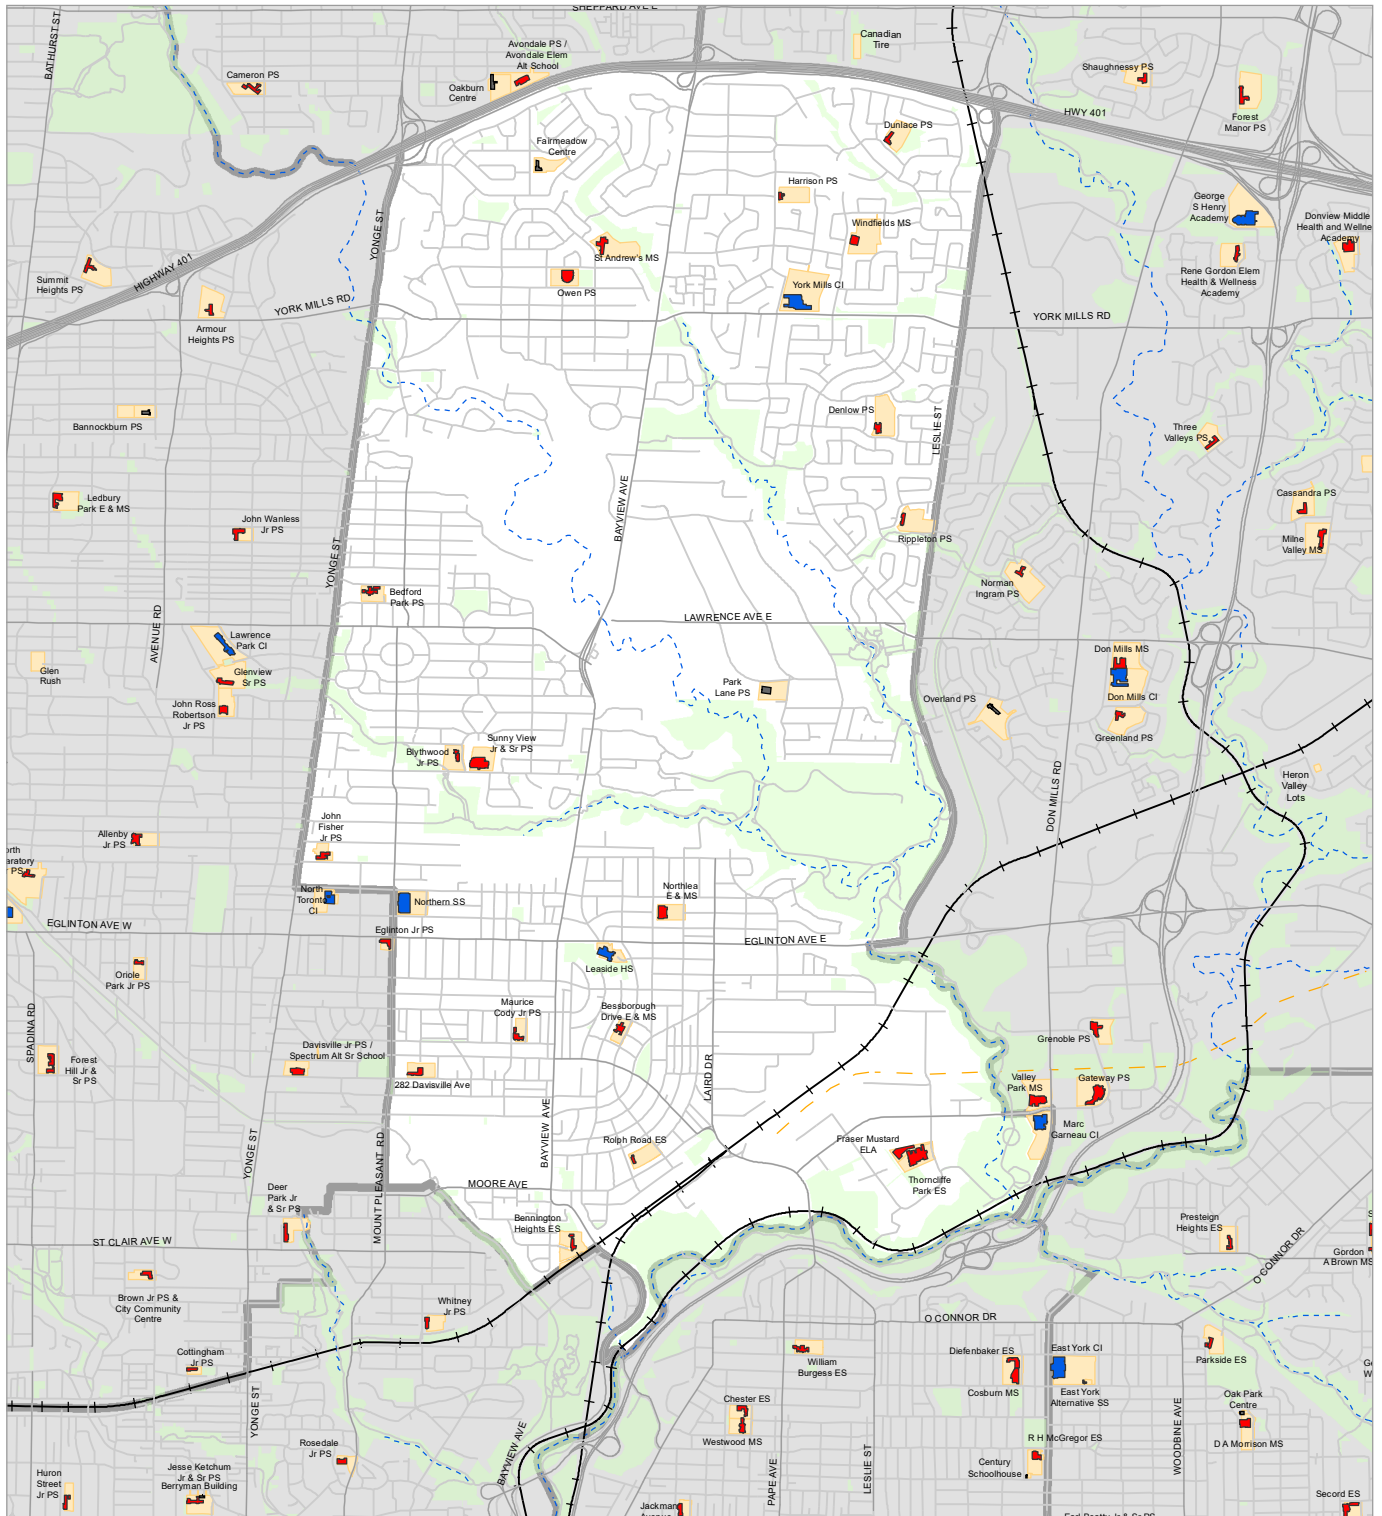 SHEPPARD AVE E
BATHURST ST
Cameron PS
Avondale PS /
Avondale Elem
Alt School
Oakburn
Centre
Canadian
Tire
Shaughnessy PS
Forest
Manor PS
HWY 401
Dunlace PS
Fairmeadow
Centre
Harrison PS
Windfields MS
George
S Henry
Academy
Donview Middle
Health and Wellne
Academy
YONGE ST
St Andrew's MS
Owen PS
York Mills CI
Rene Gordon Elem
Health & Wellness
Academy
Summit
Heights PS
HIGHWAY 401
Armour
Heights PS
YORK MILLS RD
YORK MILLS RD
Bannockburn PS
Denlow PS
LESLIE ST
Three
Valleys PS
Ledbury
Park E & MS
John Wanless
Jr PS
BAYVIEW AVE
Cassandra PS
Milne
Valley MS
Rippleton PS
YONGE ST
Norman
Ingram PS
Bedford
Park PS
AVENUE RD
LAWRENCE AVE E
Lawrence
Park CI
Glen
Rush
Glenview
Sr PS
John Ross
Robertson
Jr PS
Don Mills MS
Don Mills CI
Park
Lane PS
Overland PS
Greenland PS
Blythwood
Jr PS
Sunny View
Jr & Sr PS
DON MILLS RD
Heron
Valley
Lots
John
Fisher
Jr PS
Allenby
Jr PS
orth
aratory
PS
North
Toronto
CI
Northern SS
Northlea
E & MS
EGLINTON AVE W
Eglinton Jr PS
EGLINTON AVE E
Leaside HS
Oriole
Park Jr PS
Maurice
Cody Jr PS
Bessborough
Drive E & MS
SPADINA RD
Forest
Hill Jr &
Sr PS
Davisville Jr PS /
Spectrum Alt Sr School
282 Davisville Ave
LAIRD DR
Grenoble PS
Valley
Park MS
Gateway PS
Marc
Garneau CI
YONGE ST
MOUNT PLEASANT RD
BAYVIEW AVE
Rolph Road ES
Fraser Mustard
ELA
Thorncliffe
Park ES
Deer
Park Jr
& Sr PS
MOORE AVE
Bennington
Heights ES
ST CLAIR AVE W
Presteign
Heights ES
O CONNOR DR
Gordon
A Brown MS
Brown Jr PS &
City Community
Centre
Whitney
Jr PS
Cottingham
Jr PS
O CONNOR DR
William
Burgess ES
Diefenbaker ES
Cosburn MS
East York CI
East York
Alternative SS
Parkside ES
Oak Park
Centre
D A Morrison MS
YONGE ST
Chester ES
Westwood MS
Rosedale
Jr PS
BAYVIEW AVE
PAPE AVE
LESLIE ST
R H McGregor ES
Century
Schoolhouse
WOODBINE AVE
Huron
Street
Jr PS
Jesse Ketchum
Jr & Sr PS
Berryman Building
Jackman
Secord ES